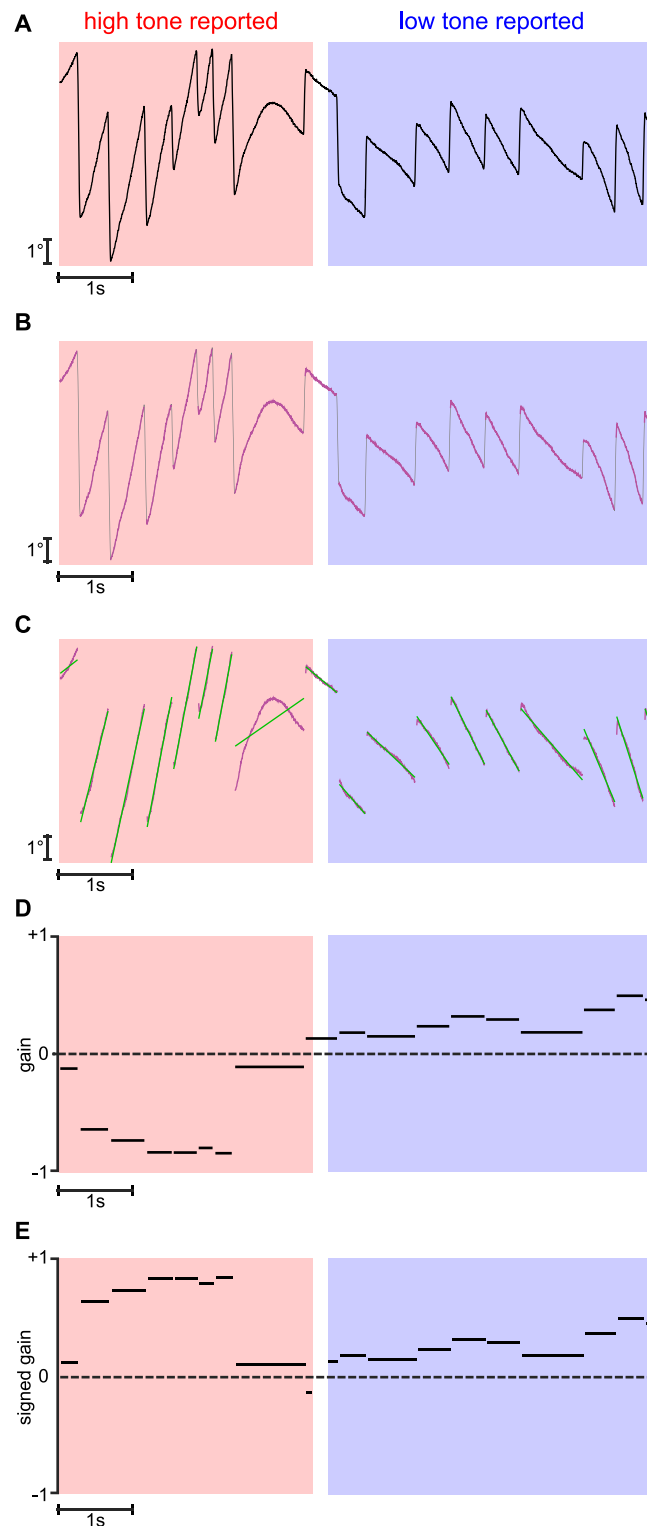 A
high tone reported
low tone reported
1°
1s
B
1°
1s
C
1°
1s
D
+1
gain
0
-1
1s
E
+1
signed gain
0
-1
1s